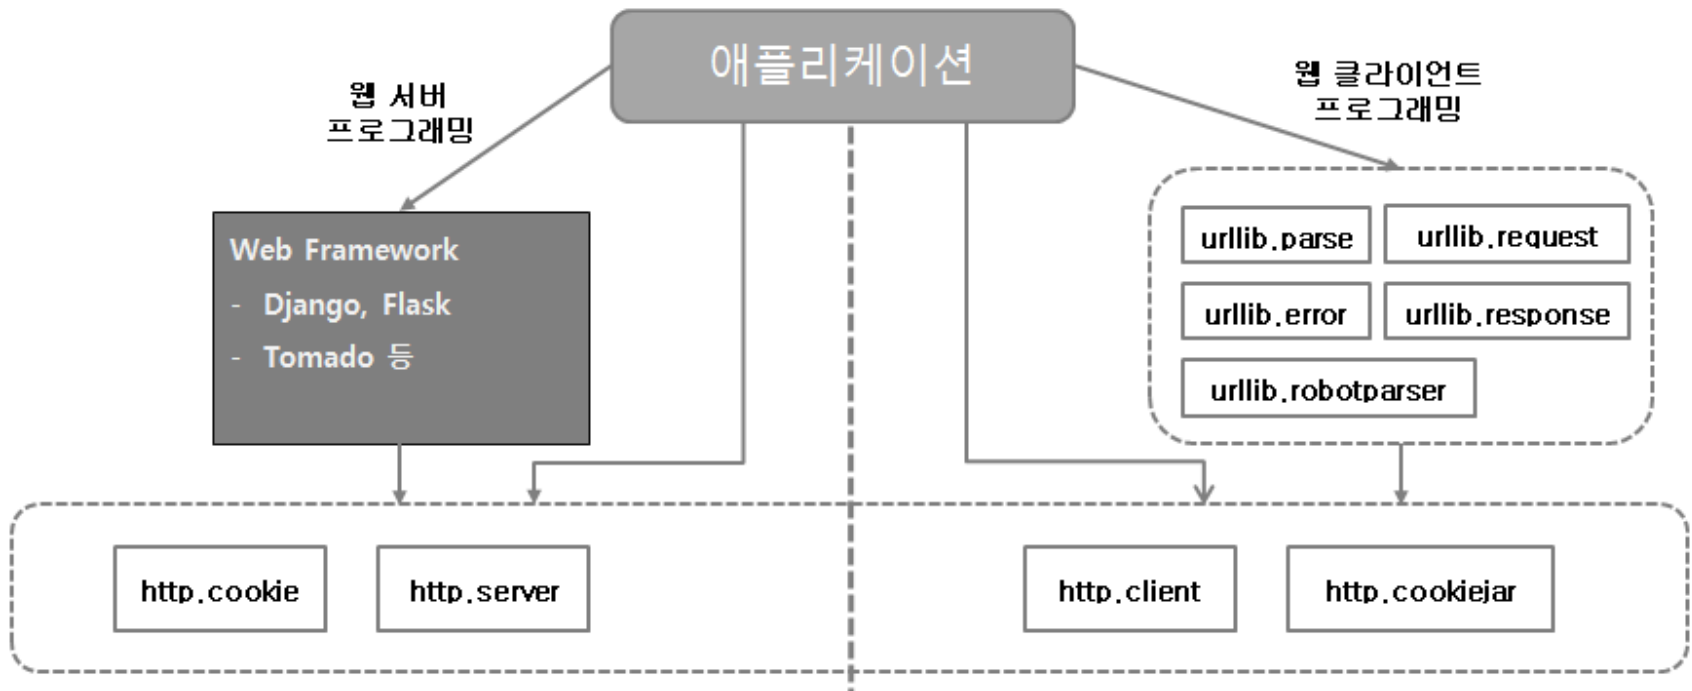 애플리케이션
웹 서버
프로그래밍
웹 클라이언트
프로그래밍
Web Framework
- Django, Flask
- Tomado 등
urllib.parse
urllib.request
urllib.error
urllib.response
urllib.robotparser
http.cookie
http.server
http.client
http.cookiejar